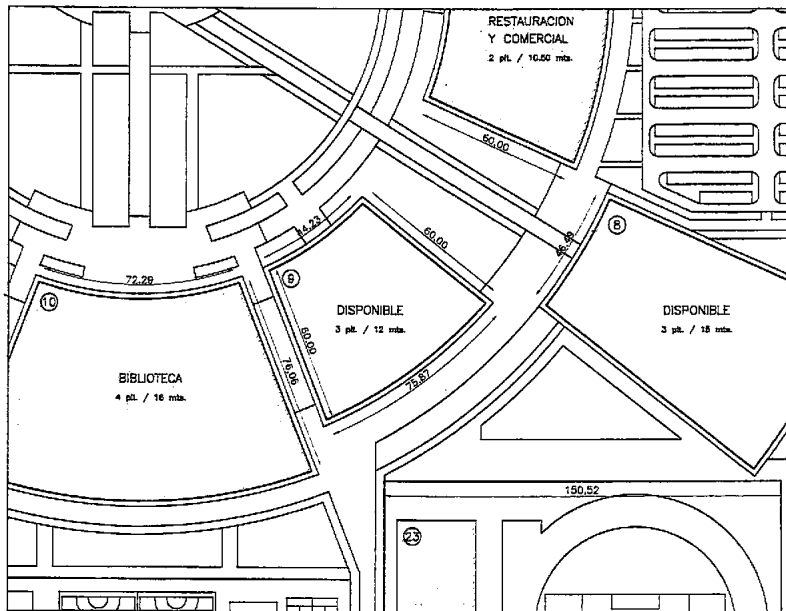 RESTAURACION
Y COMERCIAL
2 plt. / 10.50 mts.
60,00
8
14,23
60,00
46,49
72,29
9
10
DISPONIBLE
3 plt. / 12 mts.
DISPONIBLE
3 plt. / 15 mts.
60,00
76,06
75,87
BIBLIOTECA
4 plt. / 16 mts.
150,52
23